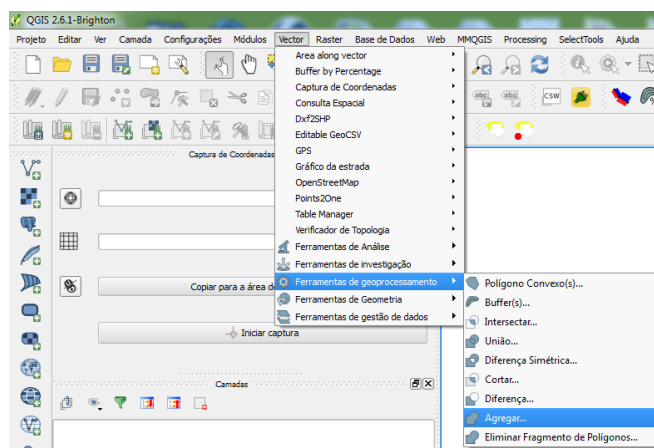 QGIS 2.6.1-Brighton
Projeto Editar Ver Camada Configurações Módulos Vector Raster Base de Dados Web MMQGIS Processing SelectTools Ajuda
Area along vector
Buffer by Percentage
Captura de Coordenadas
Consulta Espacial
Dxf2SHP
Editable GeoCSV
GPS
Gráfico da estrada
OpenStreetMap
Points2One
Table Manager
Verificador de Topologia
Ferramentas de Análise
Ferramentas de investigação
Ferramentas de geoprocessamento
Ferramentas de Geometria
Ferramentas de gestão de dados
Polígono Convexo(s)...
Buffer(s)...
Intersectar...
União...
Diferença Simétrica...
Cortar...
Diferença...
Agregar...
Eliminar Fragmento de Polígonos...
abc
abc
CSW
Captura de Coordenadas
Copiar para a área d
Iniciar captura
Camadas